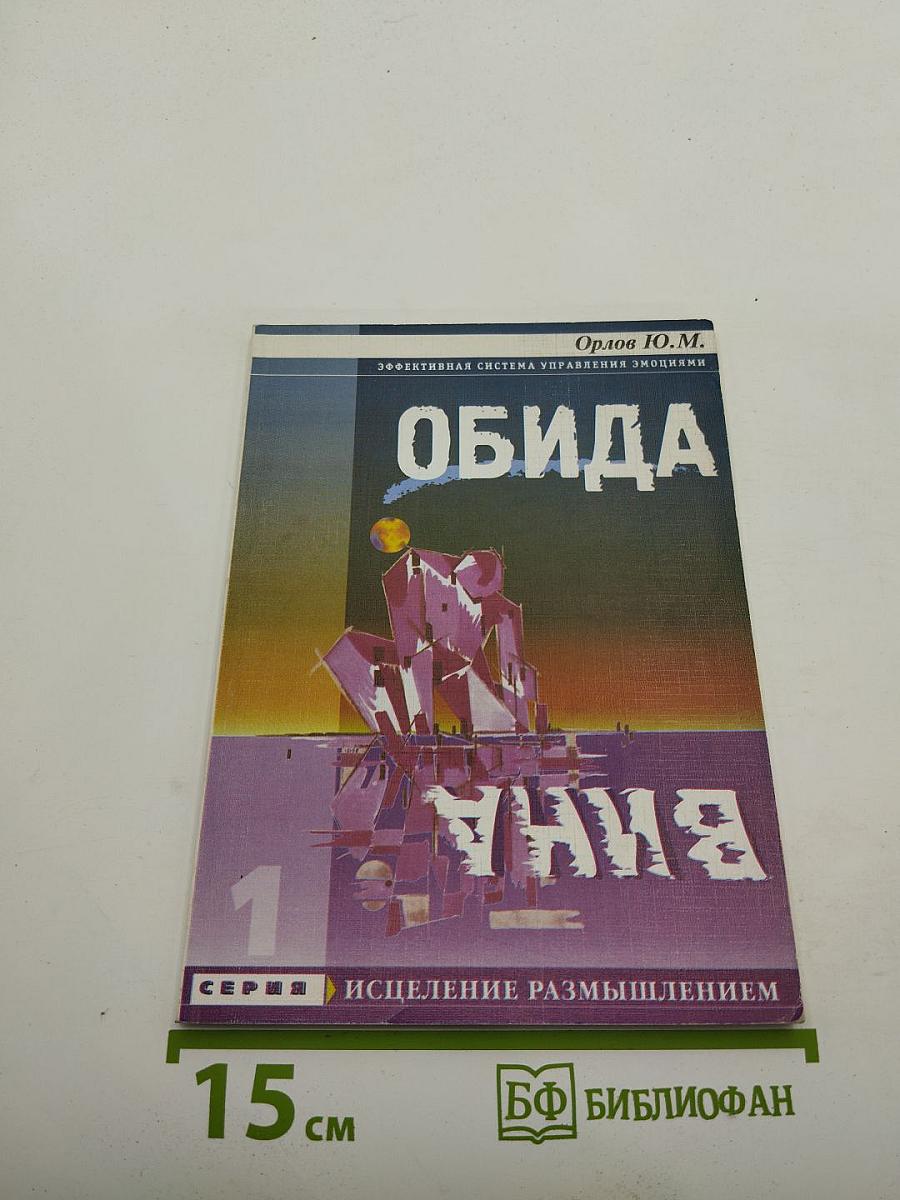 Орлов Ю.М.
ЭФФЕКТИВНАЯ СИСТЕМА УПРАВЛЕНИЯ ЭМОЦИЯМИ
ОБИДА
ВИНА
1
СЕРИЯ ИСЦЕЛЕНИЕ РАЗМЫШЛЕНИЕМ
15 см
БФ БИБЛИОФАН